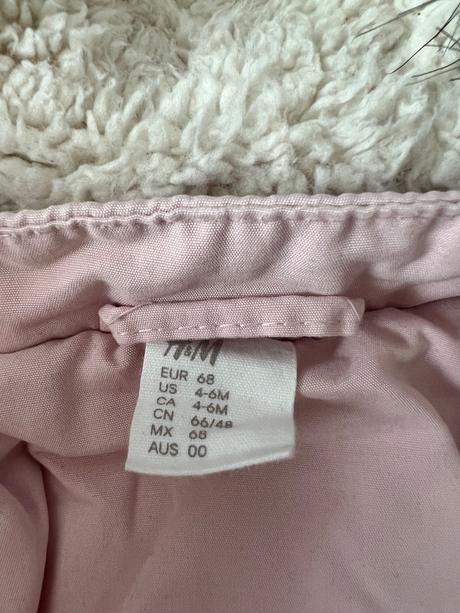 H&M
EUR 68
US 4-6M
CA 4-6M
CN 66/48
MX 68
AUS 00